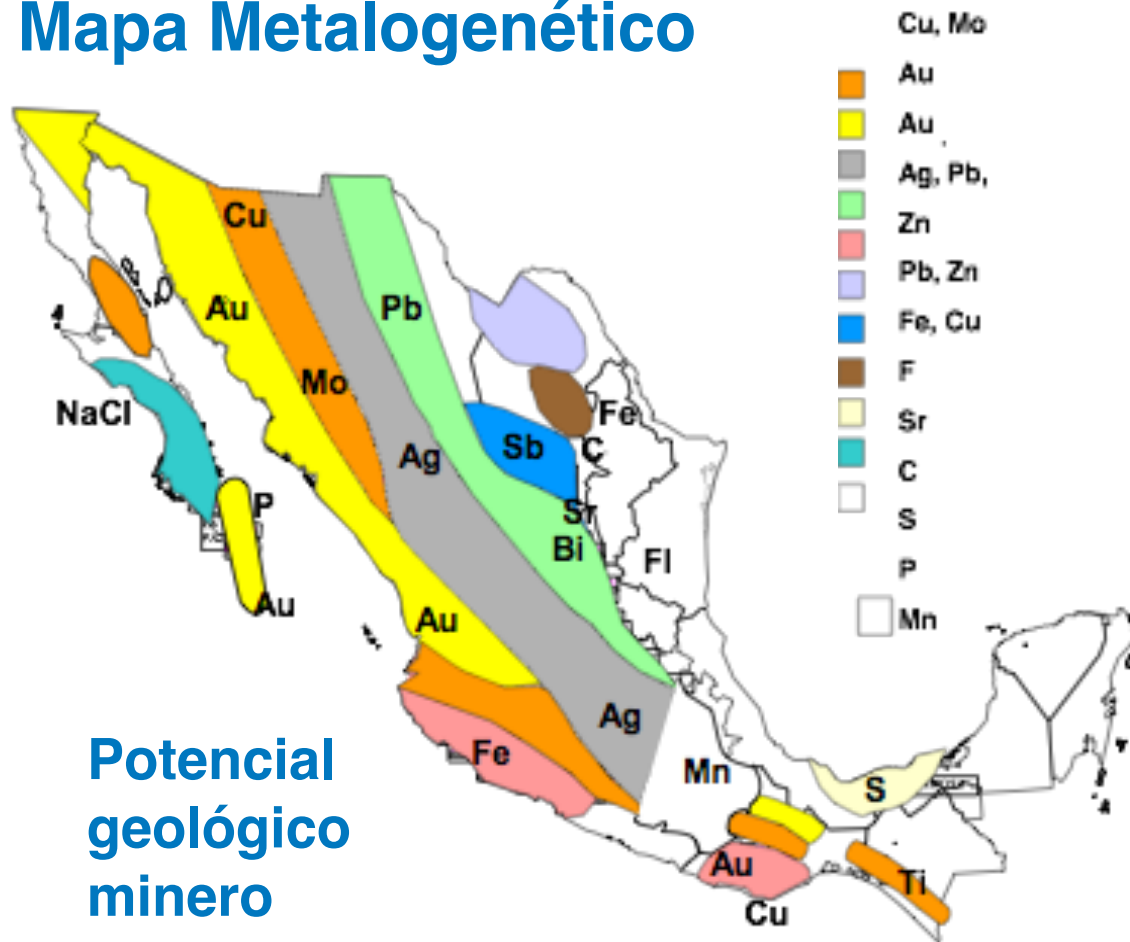 Mapa Metalogenético
Cu, Mo
Au
Au
Ag, Pb,
Zn
Pb, Zn
Fe, Cu
F
Sr
C
S
P
Mn
Cu
Au
Pb
Mo
NaCl
Fe
Ag
Sb
C
P
Sr
Bi
Fl
Au
Au
Ag
Fe
Mn
S
Au
Ti
Cu
Potencial
geológico
minero